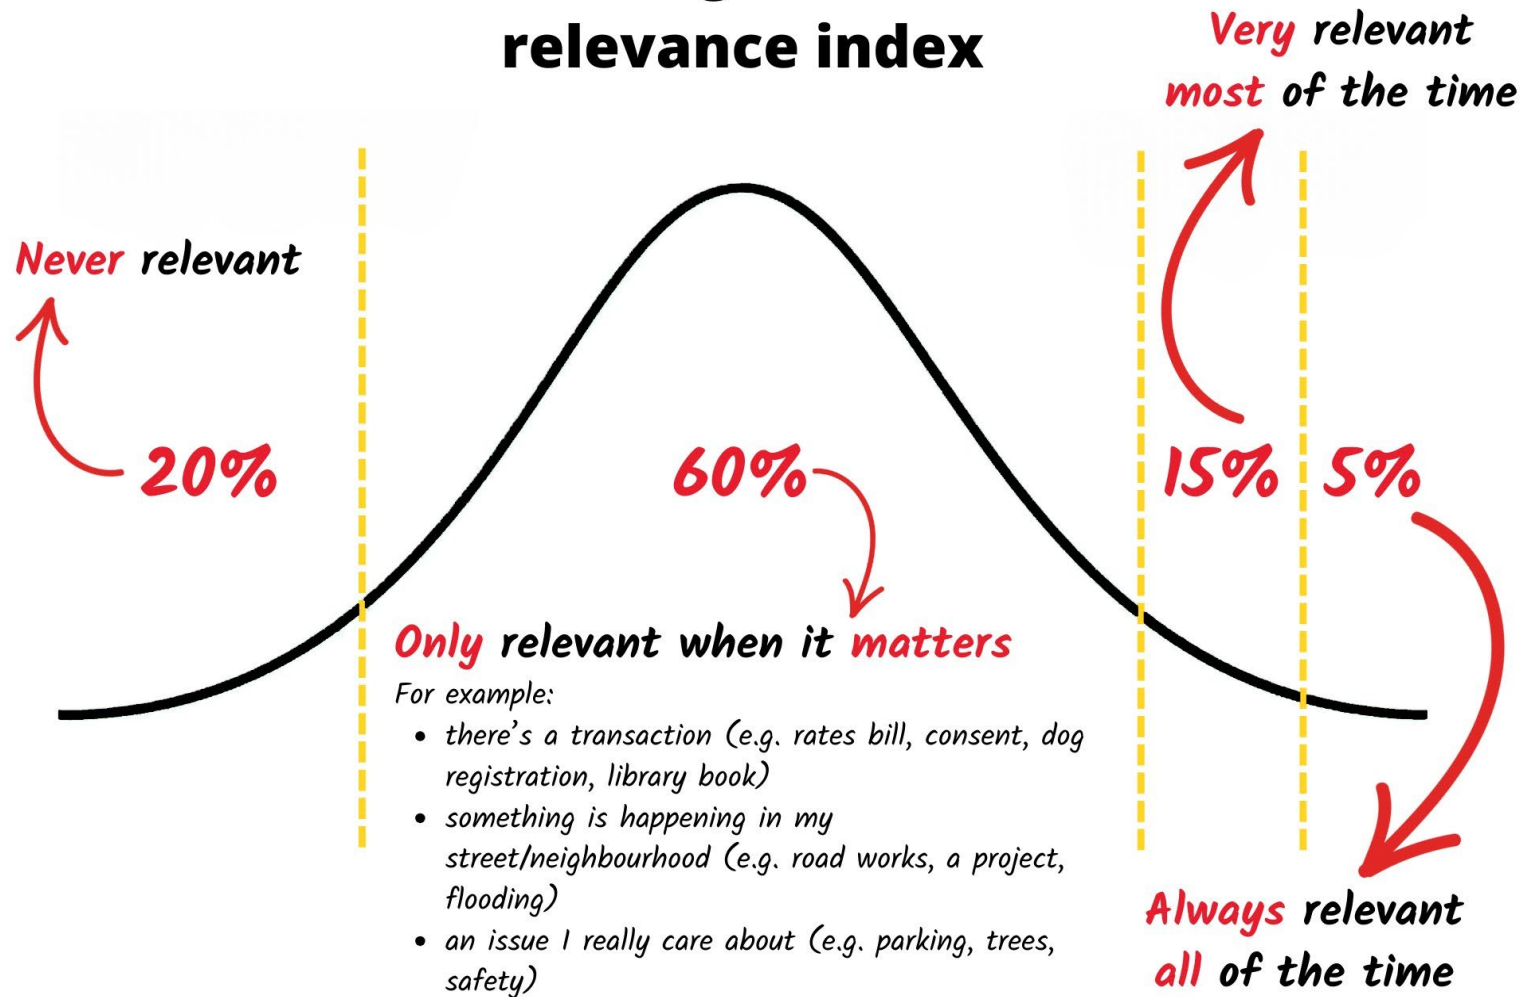 relevance index
Very relevant
most of the time
Never relevant
20%
60%
15%
5%
Only relevant when it matters
For example:
• there's a transaction (e.g. rates bill, consent, dog
registration, library book)
• something is happening in my
street/neighbourhood (e.g. road works, a project,
flooding)
• an issue I really care about (e.g. parking, trees,
safety)
Always relevant
all of the time